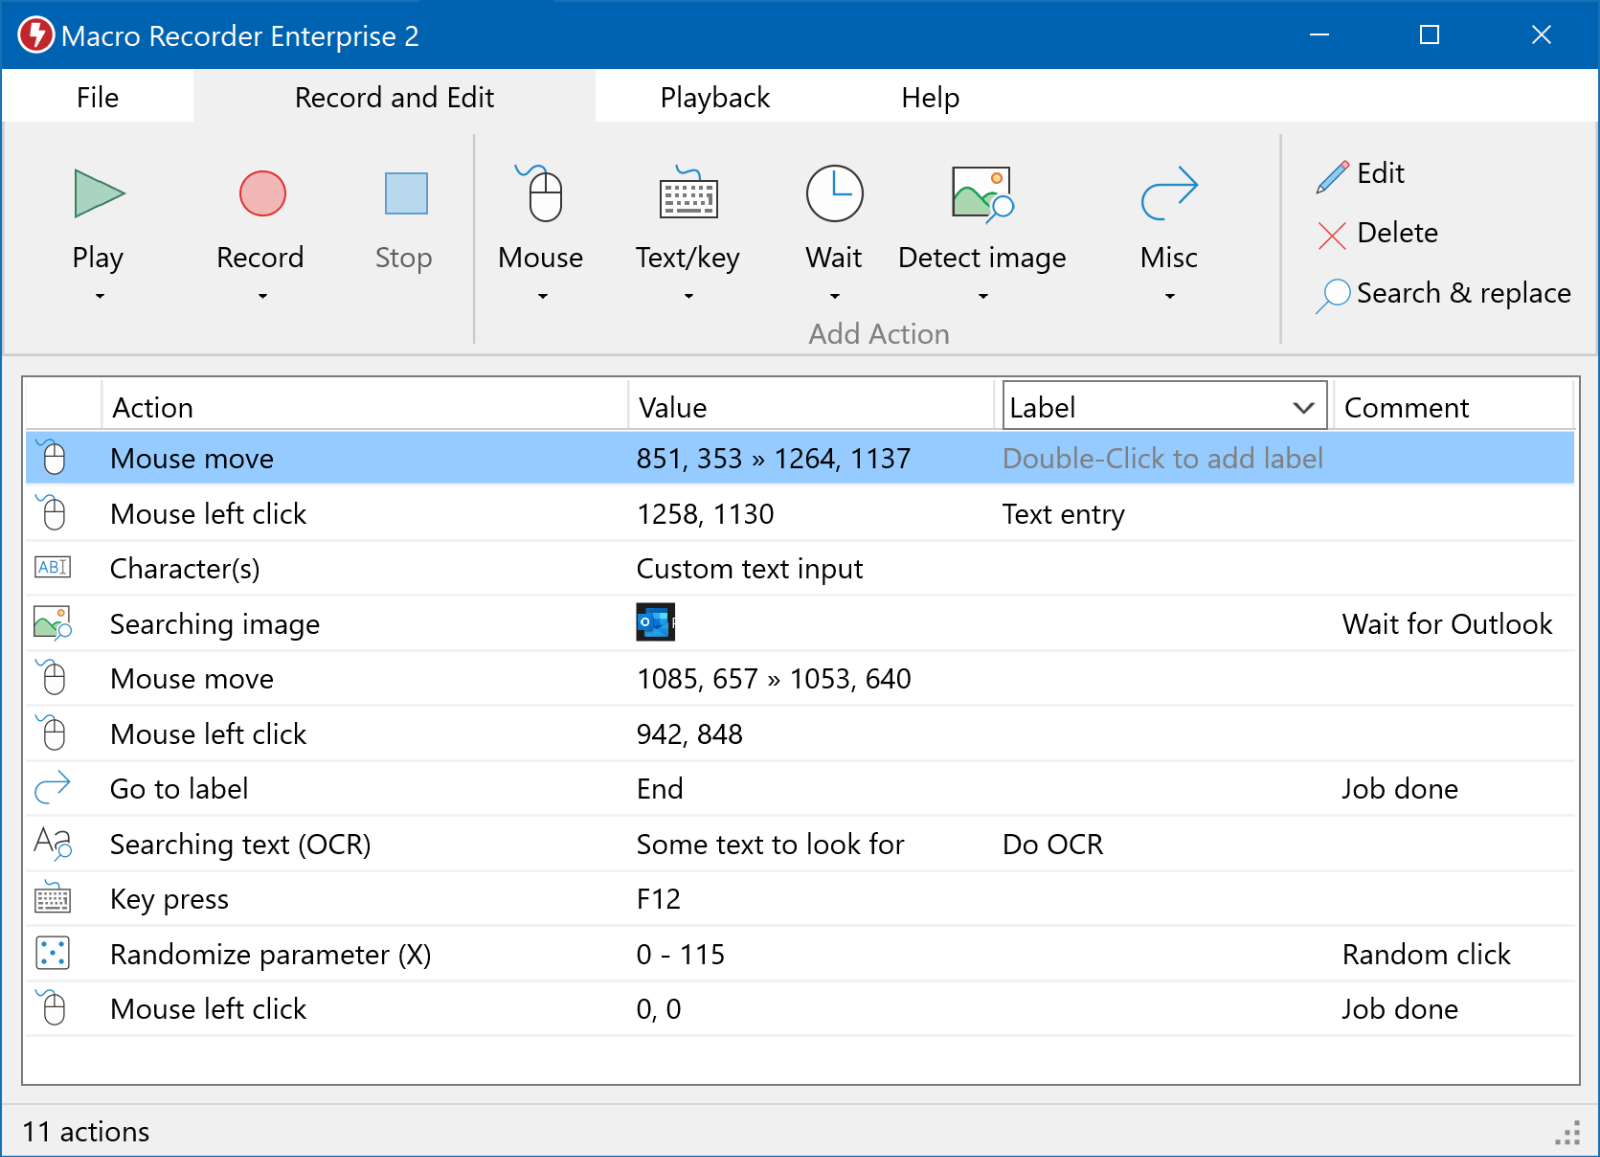 Macro Recorder Enterprise 2
File Record and Edit Playback Help
Play Record Stop Mouse Text/key Wait Detect image Misc
Add Action
Edit
Delete
Search & replace
Action Value Label Comment
Mouse move 851, 353 » 1264, 1137 Double-Click to add label
Mouse left click 1258, 1130 Text entry
ABI Character(s) Custom text input
Searching image Wait for Outlook
Mouse move 1085, 657 » 1053, 640
Mouse left click 942, 848
Go to label End Job done
Searching text (OCR) Some text to look for Do OCR
Key press F12
Randomize parameter (X) 0 - 115 Random click
Mouse left click 0, 0 Job done
11 actions